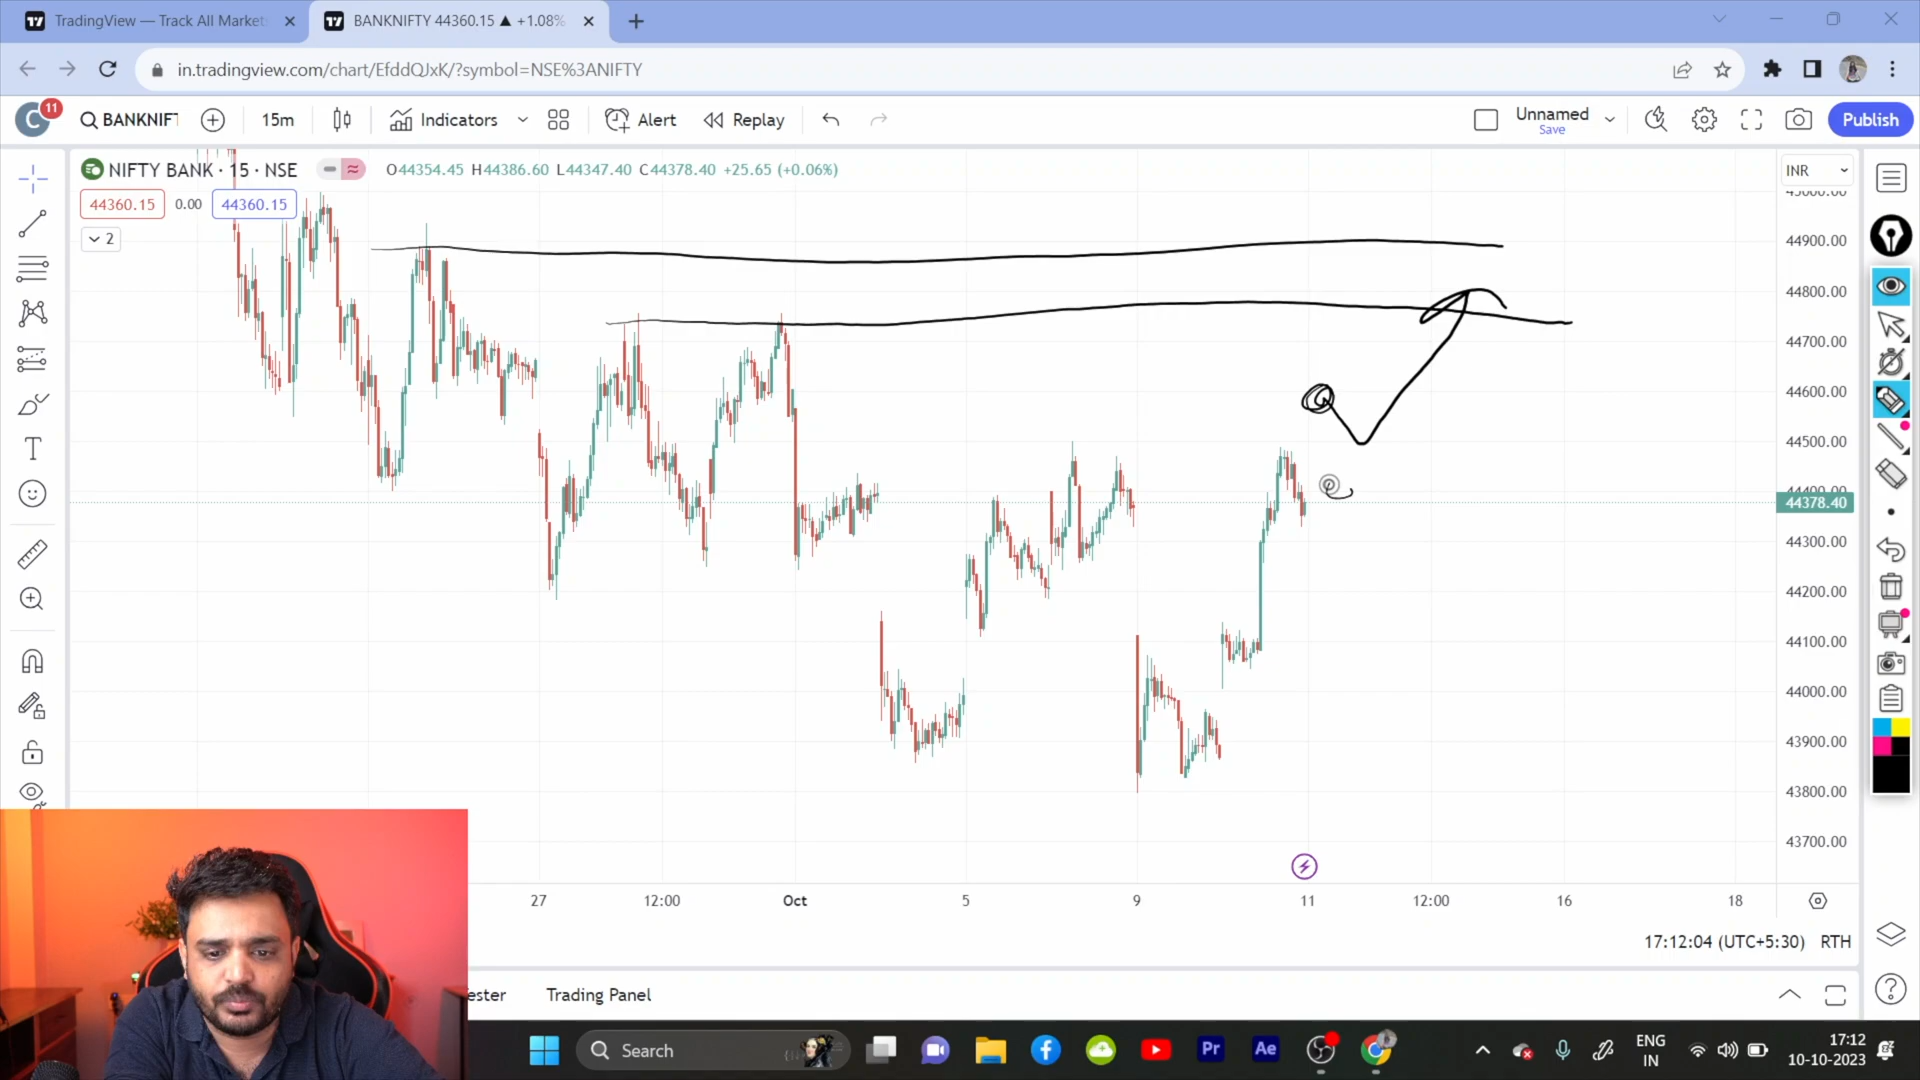 TradingView — Track All Market
BANKNIFTY 44360.15 ▲ +1.08%
in.tradingview.com/chart/EfddQJxK/?symbol=NSE%3ANIFTY
C 11 BANKNIFT 15m Indicators Alert Replay Unnamed Save Publish
NIFTY BANK · 15 · NSE O44354.45 H44386.60 L44347.40 C44378.40 +25.65 (+0.06%) INR
44360.15 0.00 44360.15
2
44900.00
44800.00
44700.00
44600.00
44500.00
44400.00
44378.40
44300.00
44200.00
44100.00
44000.00
43900.00
43800.00
43700.00
27 12:00 Oct 5 9 11 12:00 16 18
17:12:04 (UTC+5:30) RTH
ester Trading Panel
Search Pr Ae ENG IN 17:12 10-10-2023